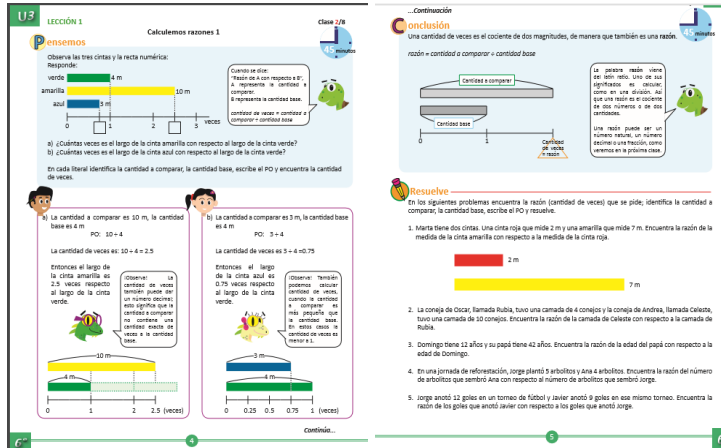 U3
LECCIÓN 1
Clase 2/8
Calculemos razones 1
Pensemos
45 minutos
Observa las tres cintas y la recta numérica:
Responde:
verde
4 m
amarilla
10 m
azul
3 m
0
1
2
3
veces
Cuando se dice:
"Razón de A con respecto a B",
A representa la cantidad a
comparar.
B representa la cantidad base.
cantidad de veces = cantidad a
comparar ÷ cantidad base
a) ¿Cuántas veces es el largo de la cinta amarilla con respecto al largo de la cinta verde?
b) ¿Cuántas veces es el largo de la cinta azul con respecto al largo de la cinta verde?
En cada literal identifica la cantidad a comparar, la cantidad base, escribe el PO y encuentra la cantidad
de veces.
a) La cantidad a comparar es 10 m, la cantidad
base es 4 m
PO: 10 ÷ 4
La cantidad de veces es: 10 ÷ 4 = 2.5
Entonces el largo de
la cinta amarilla es
2.5 veces respecto
al largo de la cinta
verde.
¡Observa! La
cantidad de veces
también puede dar
un número decimal;
esto significa que la
cantidad a comparar
no contiene una
cantidad exacta de
veces a la cantidad
base.
10 m
4 m
0
1
2
2.5 (veces)
b) La cantidad a comparar es 3 m, la cantidad base
es 4 m
PO: 3 ÷ 4
La cantidad de veces es 3 ÷ 4 =0.75
Entonces el largo
de la cinta azul es
0.75 veces respecto
al largo de la cinta
verde.
¡Observa! También
podemos calcular
cantidad de veces,
cuando la cantidad
a comparar es
más pequeña que
la cantidad base.
En estos casos la
cantidad de veces es
menor a 1.
3 m
4 m
0
0.25
0.5
0.75
1 (veces)
Continúa...
4
...Continuación
Conclusión
45 minutos
Una cantidad de veces es el cociente de dos magnitudes, de manera que también es una razón.
razón = cantidad a comparar ÷ cantidad base
Cantidad a comparar
Cantidad base
0
1
Cantidad
de veces
= razón
La palabra razón viene
del latín ratio. Uno de sus
significados es calcular,
como en una división. Así
que una razón es el cociente
de dos números o de dos
cantidades.
Una razón puede ser un
número natural, un número
decimal o una fracción, como
veremos en la próxima clase.
Resuelve
En los siguientes problemas encuentra la razón (cantidad de veces) que se pide; identifica la cantidad a
comparar, la cantidad base, escribe el PO y resuelve.
1. Marta tiene dos cintas. Una cinta roja que mide 2 m y una amarilla que mide 7 m. Encuentra la razón de la
medida de la cinta amarilla con respecto a la medida de la cinta roja.
2 m
7 m
2. La coneja de Oscar, llamada Rubia, tuvo una camada de 4 conejos y la coneja de Andrea, llamada Celeste,
tuvo una camada de 10 conejos. Encuentra la razón de la camada de Celeste con respecto a la camada de
Rubia.
3. Domingo tiene 12 años y su papá tiene 42 años. Encuentra la razón de la edad del papá con respecto a la
edad de Domingo.
4. En una jornada de reforestación, Jorge plantó 5 arbolitos y Ana 4 arbolitos. Encuentra la razón del número
de arbolitos que sembró Ana con respecto al número de arbolitos que sembró Jorge.
5. Jorge anotó 12 goles en un torneo de fútbol y Javier anotó 9 goles en ese mismo torneo. Encuentra la
razón de los goles que anotó Javier con respecto a los goles que anotó Jorge.
5